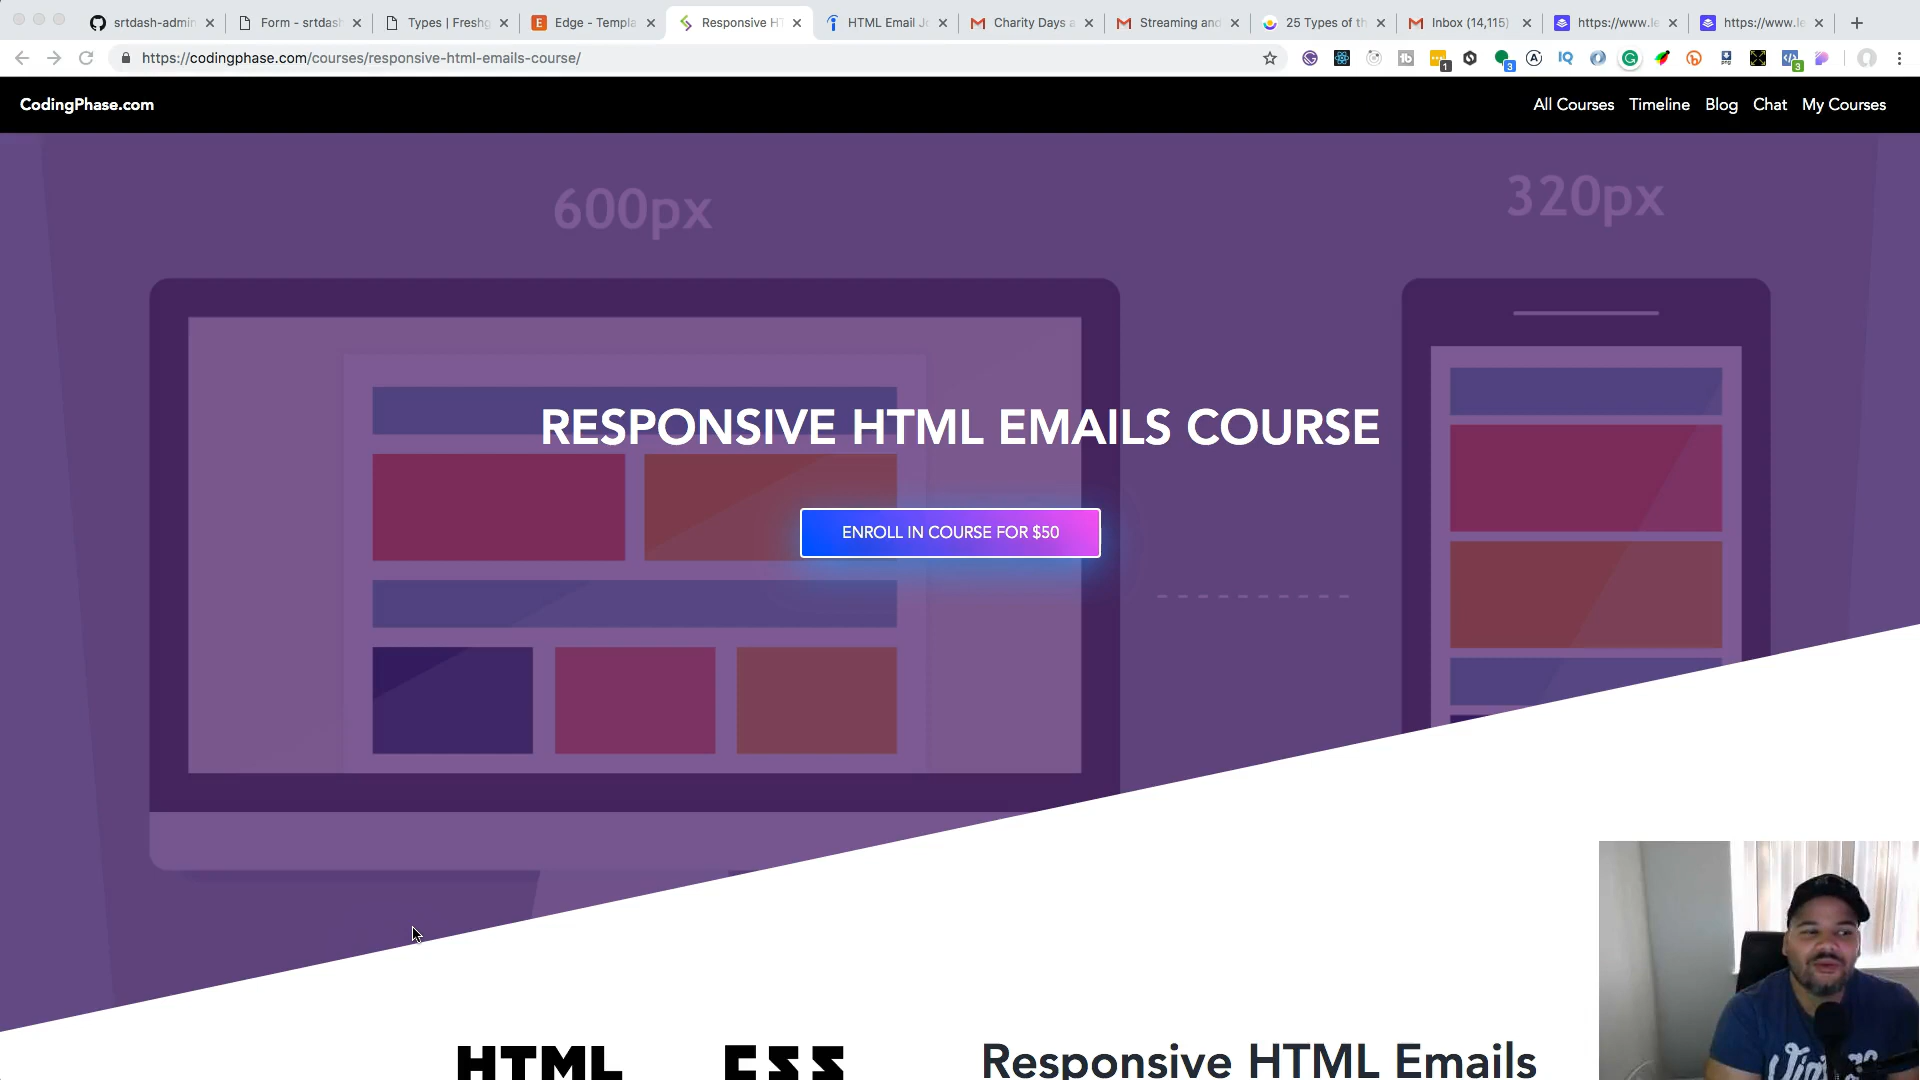 srtdash-admin
Form - srtdash
Types | Freshg
Edge - Templa
Responsive HT
HTML Email J
Charity Days a
Streaming and
25 Types of th
Inbox (14,115)
https://www.le
https://www.le
https://codingphase.com/courses/responsive-html-emails-course/
CodingPhase.com
All Courses Timeline Blog Chat My Courses
600px
320px
RESPONSIVE HTML EMAILS COURSE
ENROLL IN COURSE FOR $50
HTML CSS
Responsive HTML Emails